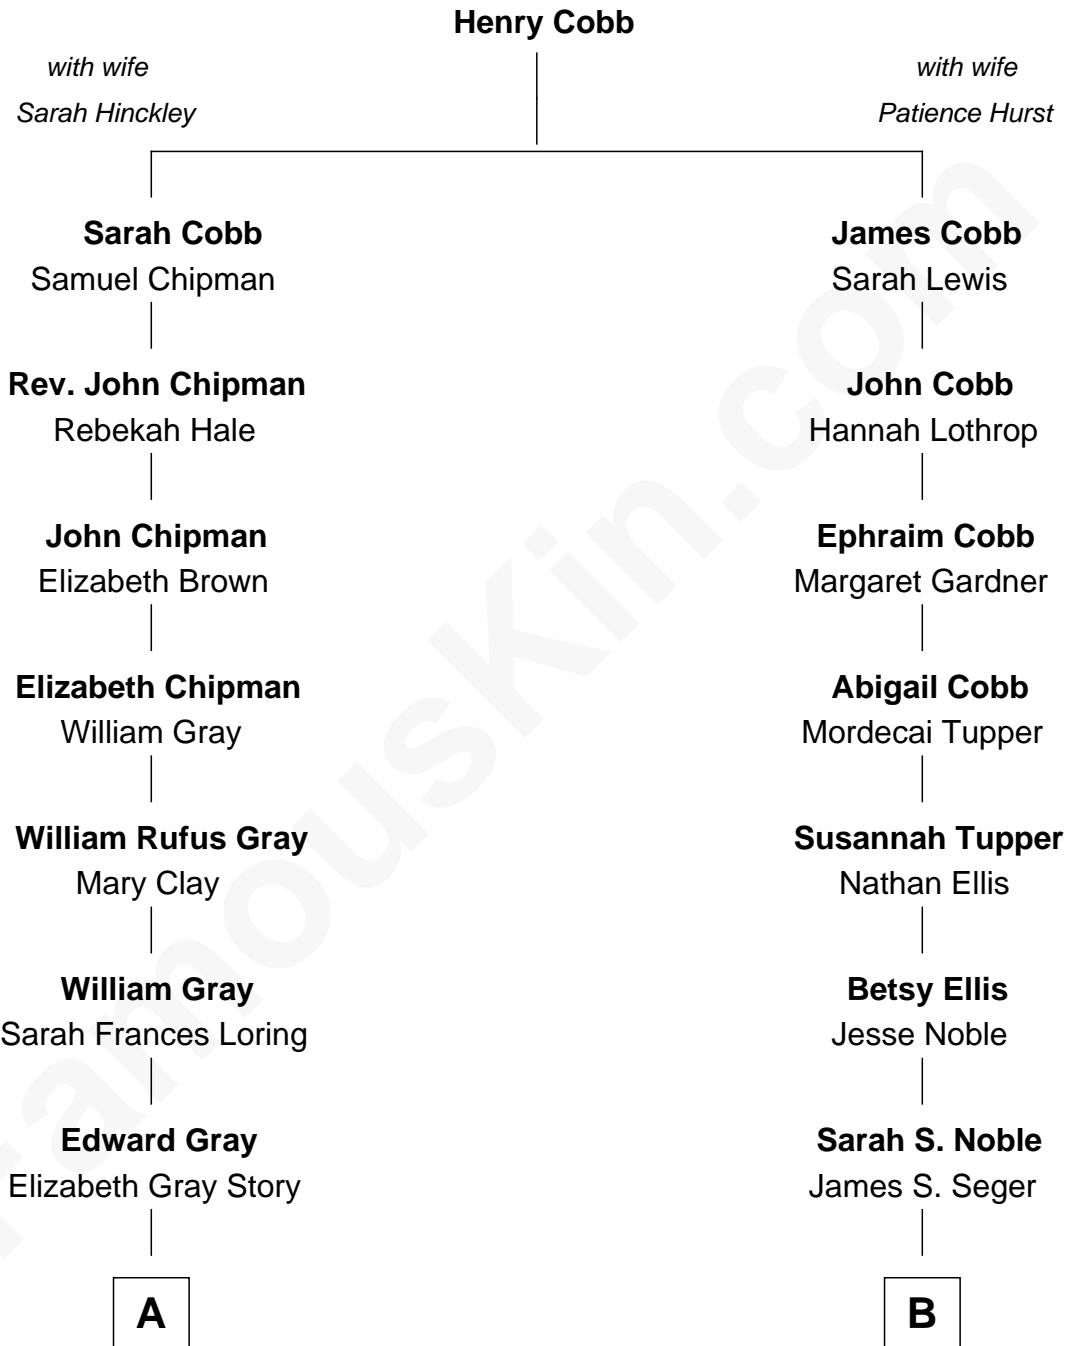 Henry Cobb
with wife
Sarah Hinckley
with wife
Patience Hurst
Sarah Cobb
Samuel Chipman
James Cobb
Sarah Lewis
Rev. John Chipman
Rebekah Hale
John Cobb
Hannah Lothrop
John Chipman
Elizabeth Brown
Ephraim Cobb
Margaret Gardner
Elizabeth Chipman
William Gray
Abigail Cobb
Mordecai Tupper
William Rufus Gray
Mary Clay
Susannah Tupper
Nathan Ellis
William Gray
Sarah Frances Loring
Betsy Ellis
Jesse Noble
Edward Gray
Elizabeth Gray Story
Sarah S. Noble
James S. Seger
A
B
FamousKin.com